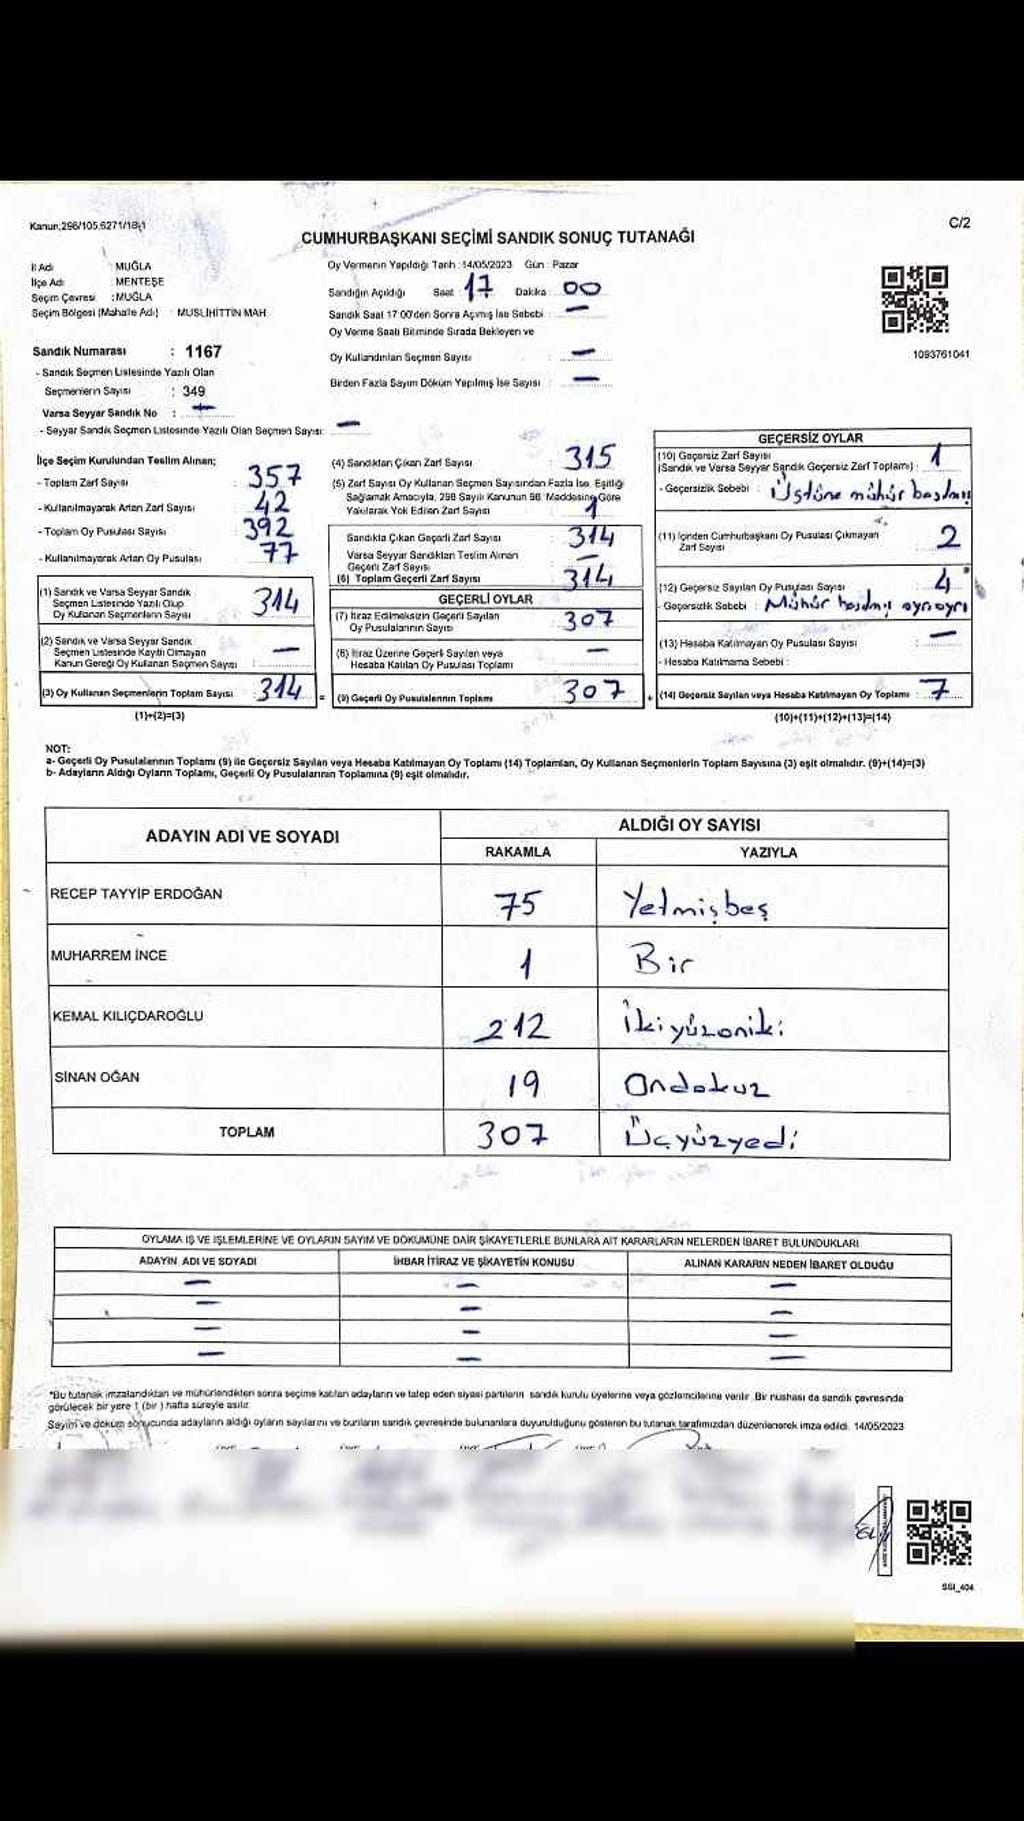 Kanun;298/105,6271/18-1
C/2
CUMHURBAŞKANI SEÇİMİ SANDIK SONUÇ TUTANAĞI
İl Adı : MUĞLA
İlçe Adı : MENTEŞE
Seçim Çevresi : MUĞLA
Seçim Bölgesi (Mahalle Adı) : MUSLİHİTTİN MAH.
Oy Vermenin Yapıldığı Tarih : 14/05/2023 Gün : Pazar
Sandığın Açıldığı Saat : 17 Dakika : 00
Sandık Saat 17:00'den Sonra Açımış İse Sebebi : –
Oy Verme Saati Bitiminde Sırada Bekleyen ve
Oy Kullandırılan Seçmen Sayısı : –
Birden Fazla Sayım Döküm Yapılmış İse Sayısı : –
1093761041
Sandık Numarası : 1167
- Sandık Seçmen Listesinde Yazılı Olan
Seçmenlerin Sayısı : 349
Varsa Seyyar Sandık No : –
- Seyyar Sandık Seçmen Listesinde Yazılı Olan Seçmen Sayısı: –
İlçe Seçim Kurulundan Teslim Alınan;
- Toplam Zarf Sayısı : 357
- Kullanılmayarak Artan Zarf Sayısı : 42
- Toplam Oy Pusulası Sayısı : 392
- Kullanılmayarak Artan Oy Pusulası : 77
(1) Sandık ve Varsa Seyyar Sandık
Seçmen Listesinde Yazılı Olup
Oy Kullanan Seçmenlerin Sayısı : 314
(2) Sandık ve Varsa Seyyar Sandık
Seçmen Listesinde Kayıtlı Olmayan
Kanun Gereği Oy Kullanan Seçmen Sayısı : –
(3) Oy Kullanan Seçmenlerin Toplam Sayısı : 314 =
(1)+(2)=(3)
(4) Sandıktan Çıkan Zarf Sayısı : 315
(5) Zarf Sayısı Oy Kullanan Seçmen Sayısından Fazla İse, Eşitliği
Sağlamak Amacıyla, 298 Sayılı Kanunun 98. Maddesine Göre
Yakılarak Yok Edilen Zarf Sayısı : 1
Sandıkla Çıkan Geçerli Zarf Sayısı : 314
Varsa Seyyar Sandıktan Teslim Alınan
Geçerli Zarf Sayısı : –
(6) Toplam Geçerli Zarf Sayısı : 314
GEÇERLİ OYLAR
(7) İtiraz Edilmeksizin Geçerli Sayılan
Oy Pusulalarının Sayısı : 307
(8) İtiraz Üzerine Geçerli Sayılan veya
Hesaba Katılan Oy Pusulası Toplamı : –
(9) Geçerli Oy Pusulalarının Toplamı : 307 +
GEÇERSİZ OYLAR
(10) Geçersiz Zarf Sayısı
(Sandık ve Varsa Seyyar Sandık Geçersiz Zarf Toplamı) : 1
- Geçersizlik Sebebi : Üstüne mühür basılmış
(11) İçinden Cumhurbaşkanı Oy Pusulası Çıkmayan
Zarf Sayısı : 2
(12) Geçersiz Sayılan Oy Pusulası Sayısı : 4
- Geçersizlik Sebebi : Mühür basılmış ayrı ayrı
(13) Hesaba Katılmayan Oy Pusulası Sayısı : –
- Hesaba Katılmama Sebebi :
(14) Geçersiz Sayılan veya Hesaba Katılmayan Oy Toplamı : 7
(10)+(11)+(12)+(13)=(14)
NOT:
a- Geçerli Oy Pusulalarının Toplamı (9) ile Geçersiz Sayılan veya Hesaba Katılmayan Oy Toplamı (14) Toplamları, Oy Kullanan Seçmenlerin Toplam Sayısına (3) eşit olmalıdır. (9)+(14)=(3)
b- Adayların Aldığı Oyların Toplamı, Geçerli Oy Pusulalarının Toplamına (9) eşit olmalıdır.
ADAYIN ADI VE SOYADI
ALDIĞI OY SAYISI
RAKAMLA YAZIYLA
RECEP TAYYİP ERDOĞAN 75 Yetmişbeş
MUHARREM İNCE 1 Bir
KEMAL KILIÇDAROĞLU 212 İkiyüzoniki
SİNAN OĞAN 19 Ondokuz
TOPLAM 307 Üçyüzyedi
OYLAMA İŞ VE İŞLEMLERİNE VE OYLARIN SAYIM VE DÖKÜMÜNE DAİR ŞİKAYETLERLE BUNLARA AİT KARARLARIN NELERDEN İBARET BULUNDUKLARI
ADAYIN ADI VE SOYADI İHBAR İTİRAZ VE ŞİKAYETİN KONUSU ALINAN KARARIN NEDEN İBARET OLDUĞU
– – –
– – –
– – –
– – –
*Bu tutanak imzalandıktan ve mühürlendikten sonra seçime katılan adayların ve talep eden siyasi partilerin sandık kurulu üyelerine veya gözlemcilerine verilir. Bir nüshası da sandık çevresinde
görülecek bir yere 1 (bir) hafta süreyle asılır.
Sayım ve döküm sonucunda adayların aldığı oyların sayılarını ve bunların sandık çevresinde bulunanlara duyurulduğunu gösteren bu tutanak tarafımızdan düzenlenerek imza edildi. 14/05/2023
SSI_404